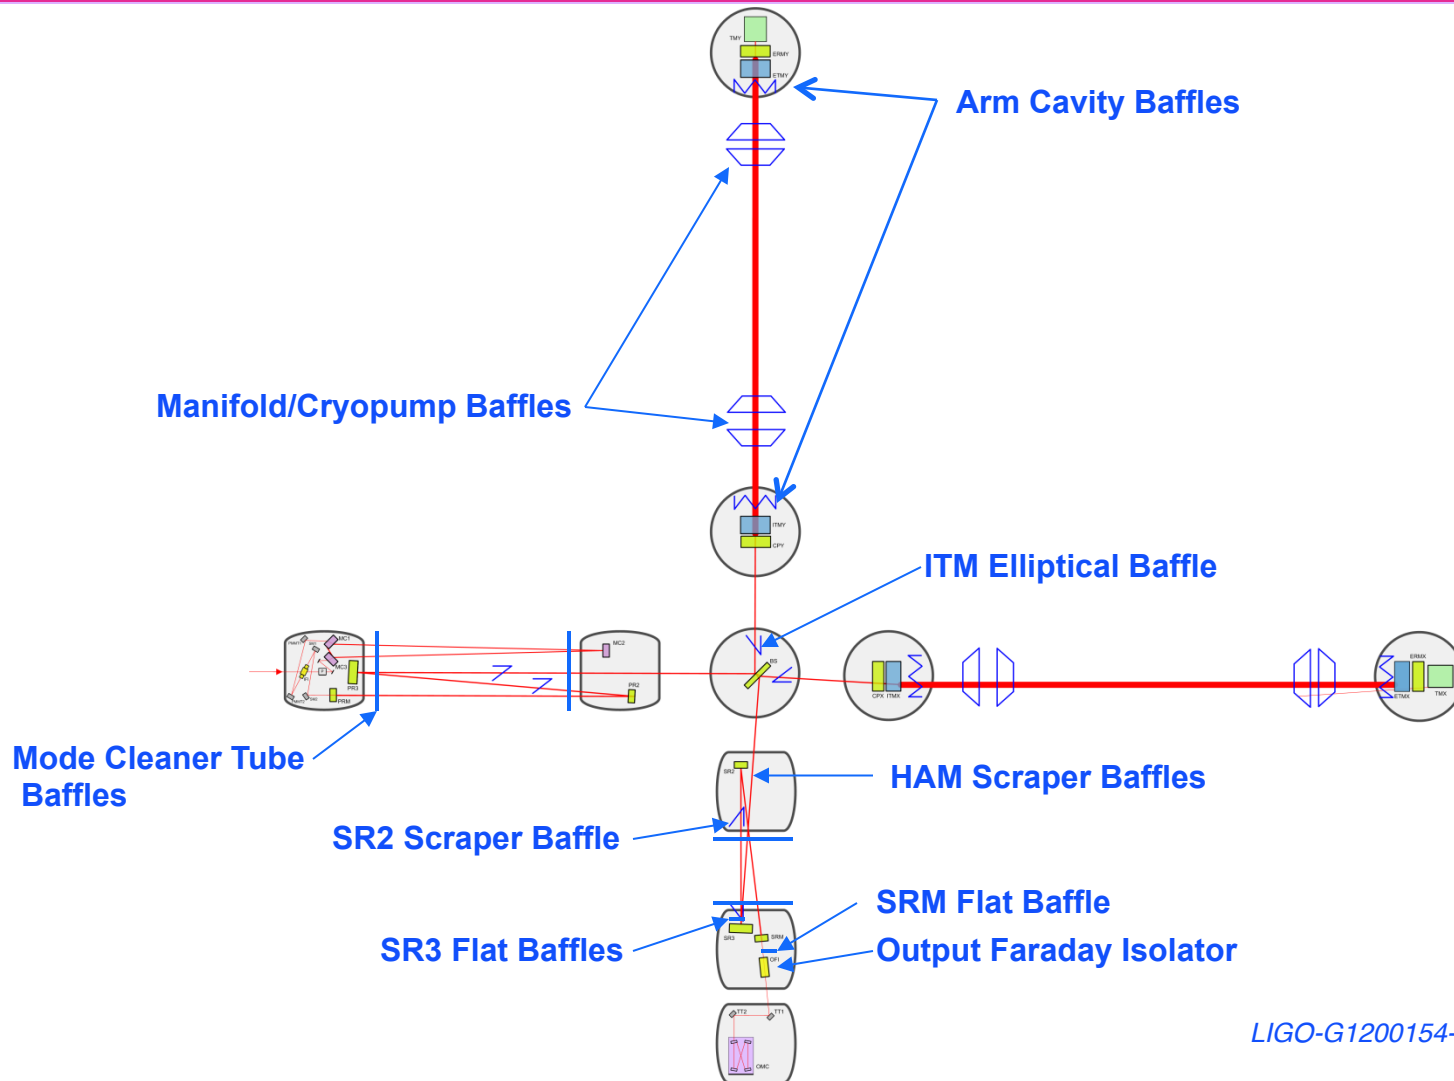 TMY
ERMY
ETMY
Arm Cavity Baffles
Manifold/Cryopump Baffles
ITMY
CPY
ITM Elliptical Baffle
MC1
MC2
MC3
BS
PR3
PR2
PRM
CPX ITMX
ERMX
ETMX
TMX
Mode Cleaner Tube
Baffles
SR2
HAM Scraper Baffles
SR2 Scraper Baffle
SRM Flat Baffle
SR3 Flat Baffles
SR3
SRM
Output Faraday Isolator
OFI
TT2
TT1
OMC
LIGO-G1200154-